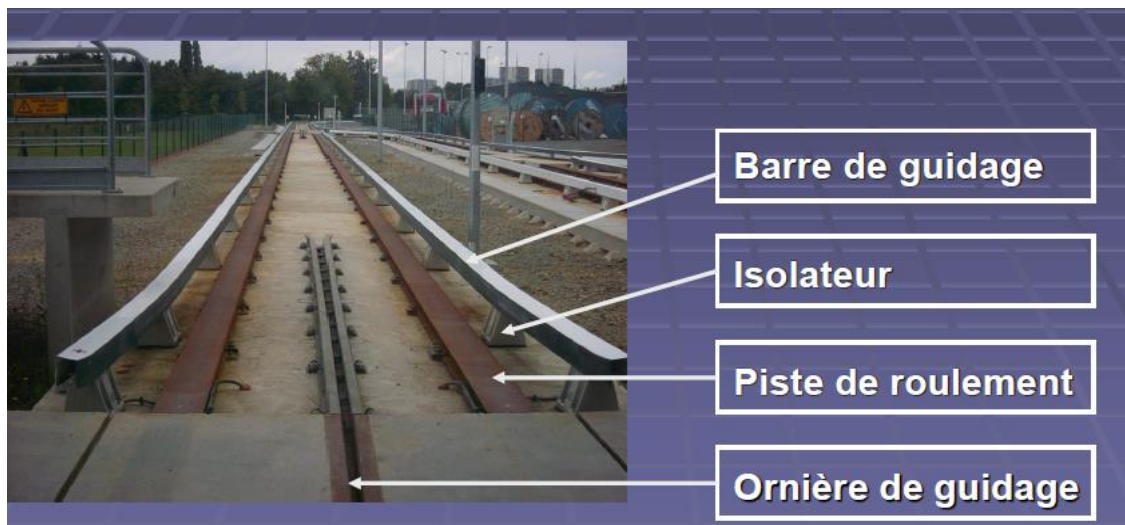 Barre de guidage
Isolateur
Piste de roulement
Ornière de guidage